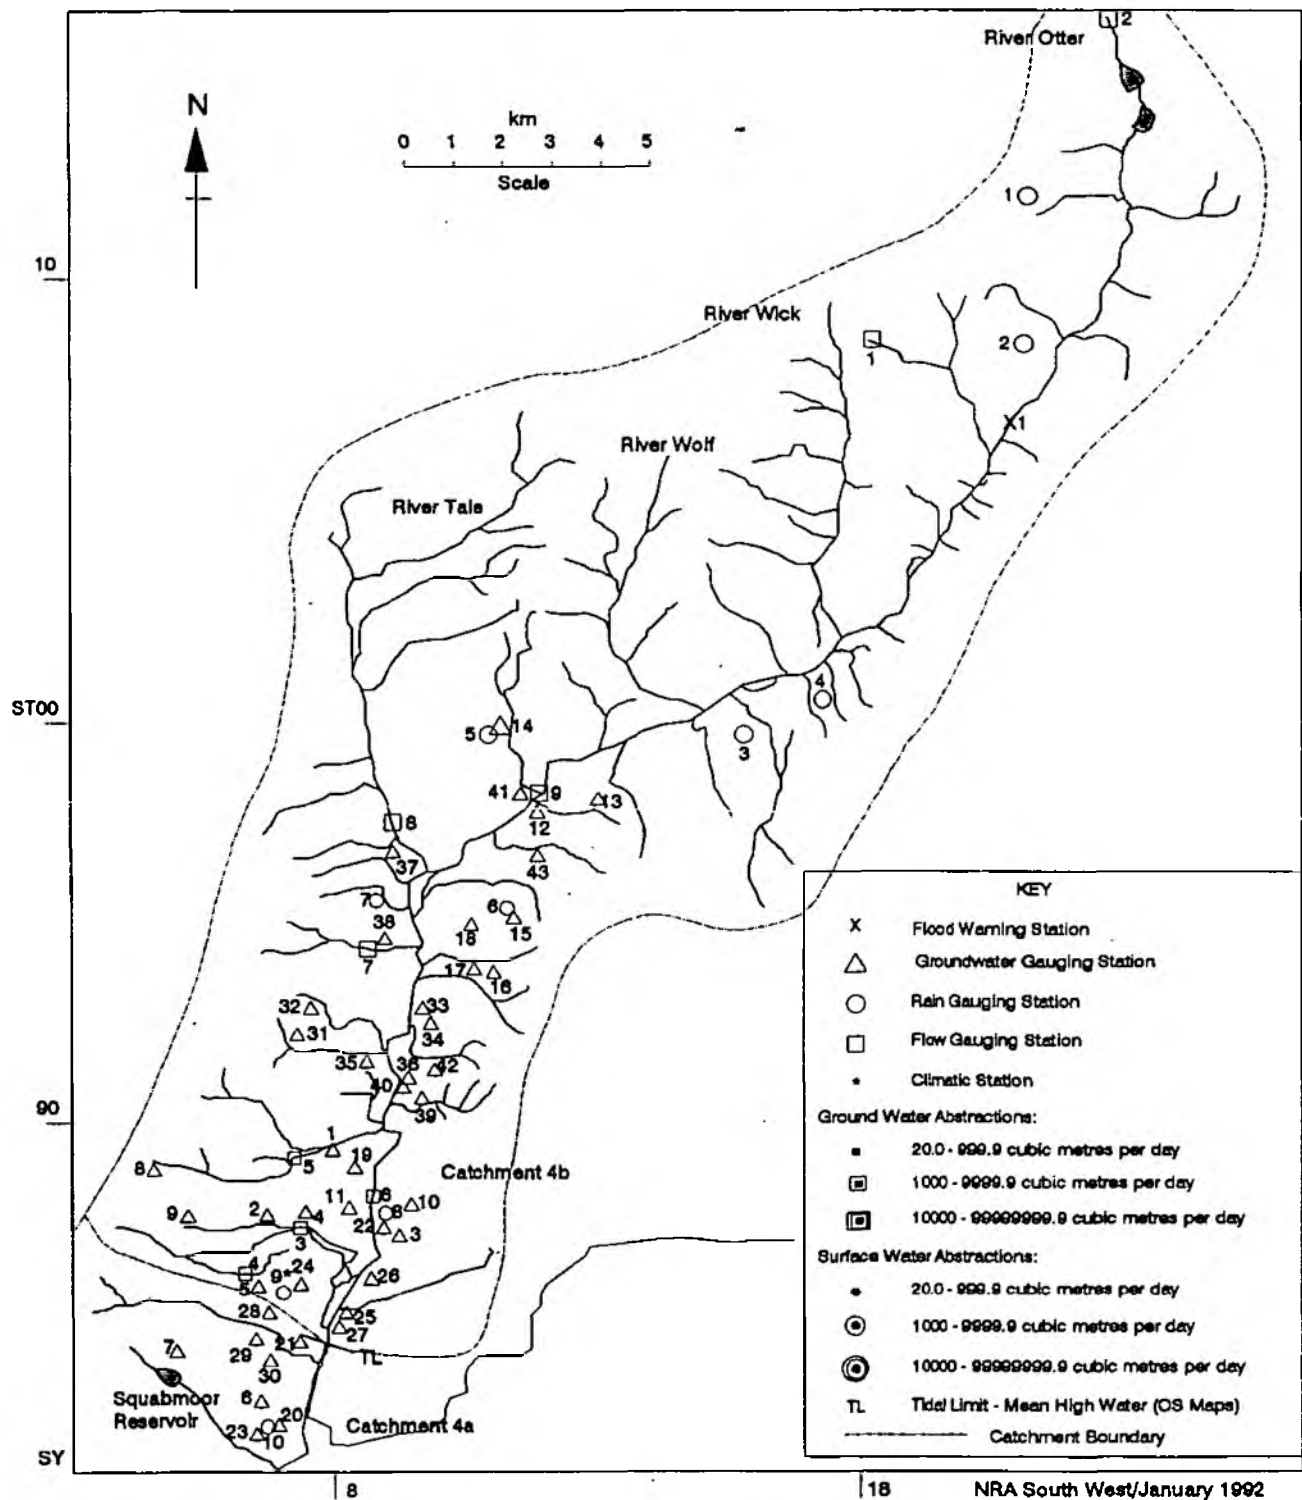 2
River Otter
N
km
0 1 2 3 4 5
Scale
1
10
River Wick
1
2
X1
River Wolf
River Tale
ST00
4
3
5 14
41 9 13
12
8
37
43
7
6
38
18 15
7
17 16
32
31
33
34
35 36 42
40
39
90
1
5
19
8
Catchment 4b
6
11 8 10
9 2 4
22 3
3
4
9* 24
5
26
28
25
27
21
29
7
30
TL
Squabmoor
Reservoir
6
20
23 10
Catchment 4a
SY
8
18
KEY
X Flood Warning Station
Groundwater Gauging Station
Rain Gauging Station
Flow Gauging Station
* Climatic Station
Ground Water Abstractions:
20.0 - 999.9 cubic metres per day
1000 - 9999.9 cubic metres per day
10000 - 99999999.9 cubic metres per day
Surface Water Abstractions:
20.0 - 999.9 cubic metres per day
1000 - 9999.9 cubic metres per day
10000 - 99999999.9 cubic metres per day
TL Tidal Limit - Mean High Water (OS Maps)
Catchment Boundary
NRA South West/January 1992